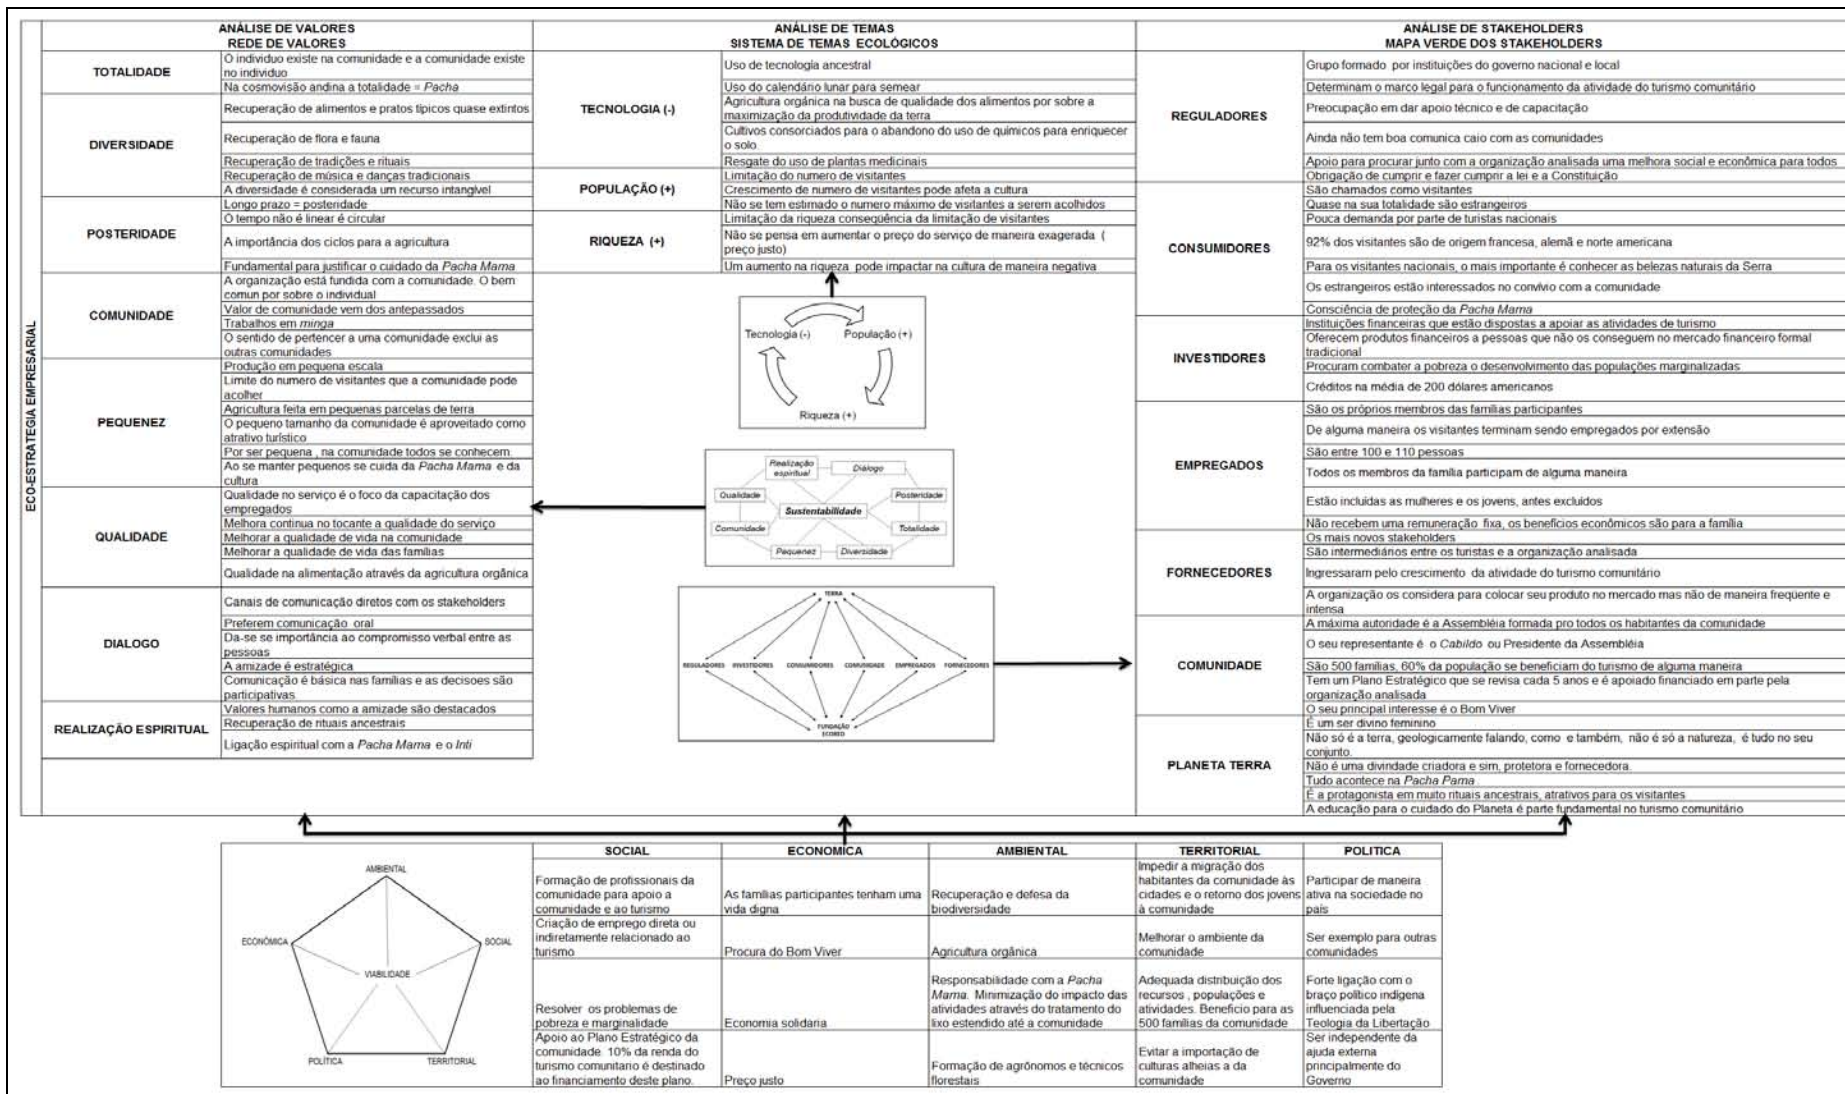 ECO-ESTRATEGIA EMPRESARIAL
ANÁLISE DE VALORES
REDE DE VALORES
TOTALIDADE
O individuo existe na comunidade e a comunidade existe
no individuo
Na cosmovisão andina a totalidade = Pacha
DIVERSIDADE
Recuperação de alimentos e pratos típicos quase extintos
Recuperação de flora e fauna
Recuperação de tradições e rituais
Recuperação de música e danças tradicionais
A diversidade é considerada um recurso intangível
POSTERIDADE
Longo prazo = posteridade
O tempo não é linear é circular
A importância dos ciclos para a agricultura
Fundamental para justificar o cuidado da Pacha Mama
COMUNIDADE
A organização está fundida com a comunidade. O bem
comun por sobre o individual
Valor de comunidade vem dos antepassados
Trabalhos em minga
O sentido de pertencer a uma comunidade exclui as
outras comunidades
PEQUENEZ
Produção em pequena escala
Limite do numero de visitantes que a comunidade pode
acolher
Agricultura feita em pequenas parcelas de terra
O pequeno tamanho da comunidade é aproveitado como
atrativo turístico
Por ser pequena , na comunidade todos se conhecem.
Ao se manter pequenos se cuida da Pacha Mama e da
cultura
QUALIDADE
Qualidade no serviço é o foco da capacitação dos
empregados
Melhora continua no tocante a qualidade do serviço
Melhorar a qualidade de vida na comunidade
Melhorar a qualidade de vida das famílias
Qualidade na alimentação através da agricultura orgânica
DIALOGO
Canais de comunicação diretos com os stakeholders
Preferem comunicação oral
Da-se se importância ao compromisso verbal entre as
pessoas
A amizade é estratégica
Comunicação é básica nas famílias e as decisoes são
participativas.
REALIZAÇÃO ESPIRITUAL
Valores humanos como a amizade são destacados
Recuperação de rituais ancestrais
Ligação espiritual com a Pacha Mama e o Inti
ANÁLISE DE TEMAS
SISTEMA DE TEMAS ECOLÓGICOS
TECNOLOGIA (-)
Uso de tecnologia ancestral
Uso do calendário lunar para semear
Agricultura orgánica na busca de qualidade dos alimentos por sobre a
maximização da produtividade da terra
Cultivos consorciados para o abandono do uso de químicos para enriquecer
o solo.
Resgate do uso de plantas medicinais
POPULAÇÃO (+)
Limitação do numero de visitantes
Crescimento de numero de visitantes pode afeta a cultura
Não se tem estimado o numero máximo de visitantes a serem acolhidos
RIQUEZA (+)
Limitação da riqueza conseqüência da limitação de visitantes
Não se pensa em aumentar o preço do serviço de maneira exagerada (
preço justo)
Um aumento na riqueza pode impactar na cultura de maneira negativa
Tecnologia (-)
População (+)
Riqueza (+)
Realização
espiritual
Dialogo
Qualidade
Posteridade
Sustentabilidade
Comunidade
Totalidade
Pequenez
Diversidade
TERRA
REGULADORES
INVESTIDORES
CONSUMIDORES
COMUNIDADE
EMPREGADOS
FORNECEDORES
FUNDAÇÃO
ECORED
ANÁLISE DE STAKEHOLDERS
MAPA VERDE DOS STAKEHOLDERS
REGULADORES
Grupo formado por instituições do governo nacional e local
Determinam o marco legal para o funcionamento da atividade do turismo comunitário
Preocupação em dar apoio técnico e de capacitação
Ainda não tem boa comunica caio com as comunidades
Apoio para procurar junto com a organização analisada uma melhora social e econômica para todos
Obrigação de cumprir e fazer cumprir a lei e a Constituição
CONSUMIDORES
São chamados como visitantes
Quase na sua totalidade são estrangeiros
Pouca demanda por parte de turistas nacionais
92% dos visitantes são de origem francesa, alemã e norte americana
Para os visitantes nacionais, o mais importante é conhecer as belezas naturais da Serra
Os estrangeiros estão interessados no convívio com a comunidade
Consciência de proteção da Pacha Mama
INVESTIDORES
Instituições financeiras que estão dispostas a apoiar as atividades de turismo
Oferecem produtos financeiros a pessoas que não os conseguem no mercado financeiro formal
tradicional
Procuram combater a pobreza o desenvolvimento das populações marginalizadas
Créditos na média de 200 dólares americanos
EMPREGADOS
São os próprios membros das famílias participantes
De alguma maneira os visitantes terminam sendo empregados por extensão
São entre 100 e 110 pessoas
Todos os membros da família participam de alguma maneira
Estão incluídas as mulheres e os jovens, antes excluídos
Não recebem uma remuneração fixa, os benefícios econômicos são para a família
FORNECEDORES
Os mais novos stakeholders
São intermediários entre os turistas e a organização analisada
Ingressaram pelo crescimento da atividade do turismo comunitário
A organização os considera para colocar seu produto no mercado mas não de maneira freqüente e
intensa
COMUNIDADE
A máxima autoridade é a Assembléia formada pro todos os habitantes da comunidade
O seu representante é o Cabildo ou Presidente da Assembléia
São 500 famílias, 60% da população se beneficiam do turismo de alguma maneira
Tem um Plano Estratégico que se revisa cada 5 anos e é apoiado financiado em parte pela
organização analisada
O seu principal interesse é o Bom Viver
PLANETA TERRA
É um ser divino feminino
Não só é a terra, geologicamente falando, como e também, não é só a natureza, é tudo no seu
conjunto.
Não é uma divindade criadora e sim, protetora e fornecedora.
Tudo acontece na Pacha Pama .
É a protagonista em muito rituais ancestrais, atrativos para os visitantes
A educação para o cuidado do Planeta é parte fundamental no turismo comunitário
AMBIENTAL
ECONÔMICA
SOCIAL
VIABILIDADE
POLÍTICA
TERRITORIAL
SOCIAL
Formação de profissionais da
comunidade para apoio a
comunidade e ao turismo
Criação de emprego direta ou
indiretamente relacionado ao
turismo
Resolver os problemas de
pobreza e marginalidade
Apoio ao Plano Estratégico da
comunidade. 10% da renda do
turismo comunitario é destinado
ao financiamento deste plano.
ECONOMICA
As famílias participantes tenham uma
vida digna
Procura do Bom Viver
Economia solidaria
Preço justo
AMBIENTAL
Recuperação e defesa da
biodiversidade
Agricultura orgânica
Responsabilidade com a Pacha
Mama. Minimização do impacto das
atividades através do tratamento do
lixo estendido até a comunidade
Formação de agrônomos e técnicos
florestais
TERRITORIAL
Impedir a migração dos
habitantes da comunidade às
cidades e o retorno dos jovens
à comunidade
Melhorar o ambiente da
comunidade
Adequada distribuição dos
recursos , populações e
atividades. Beneficio para as
500 famílias da comunidade
Evitar a importação de
culturas alheias a da
comunidade
POLITICA
Participar de maneira
ativa na sociedade no
país
Ser exemplo para outras
comunidades
Forte ligação com o
braço político indígena
influenciada pela
Teologia da Libertação
Ser independente da
ajuda externa
principalmente do
Governo